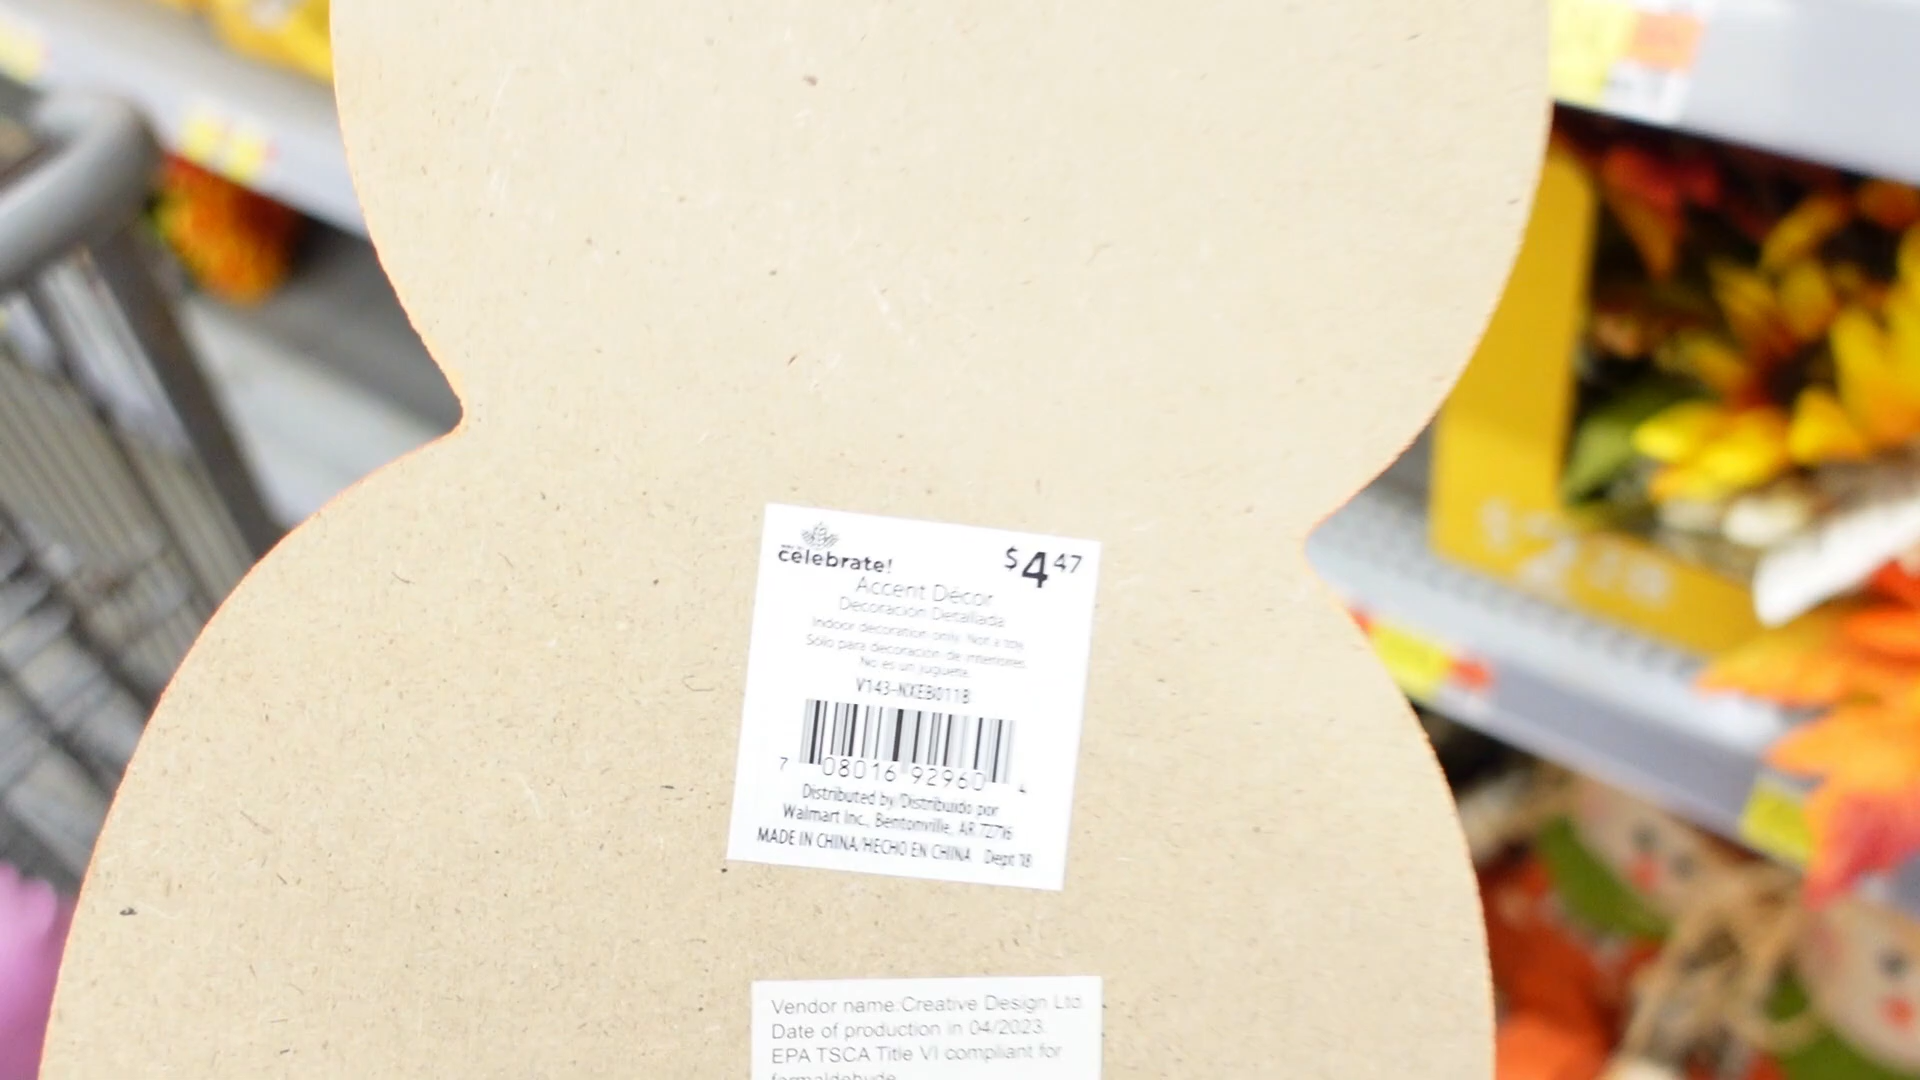 celebrate!
$4.47
Accent Décor
Decoración Detallada
Indoor decoration only. Not a toy.
Sólo para decoración de interiores.
No es un juguete.
V143-NXEB0118
7 08016 92960 4
Distributed by/Distribuido por
Walmart Inc., Bentonville, AR 72716
MADE IN CHINA/HECHO EN CHINA Dept 18
Vendor name:Creative Design Ltd.
Date of production in 04/2023.
EPA TSCA Title VI compliant for
formaldehyde